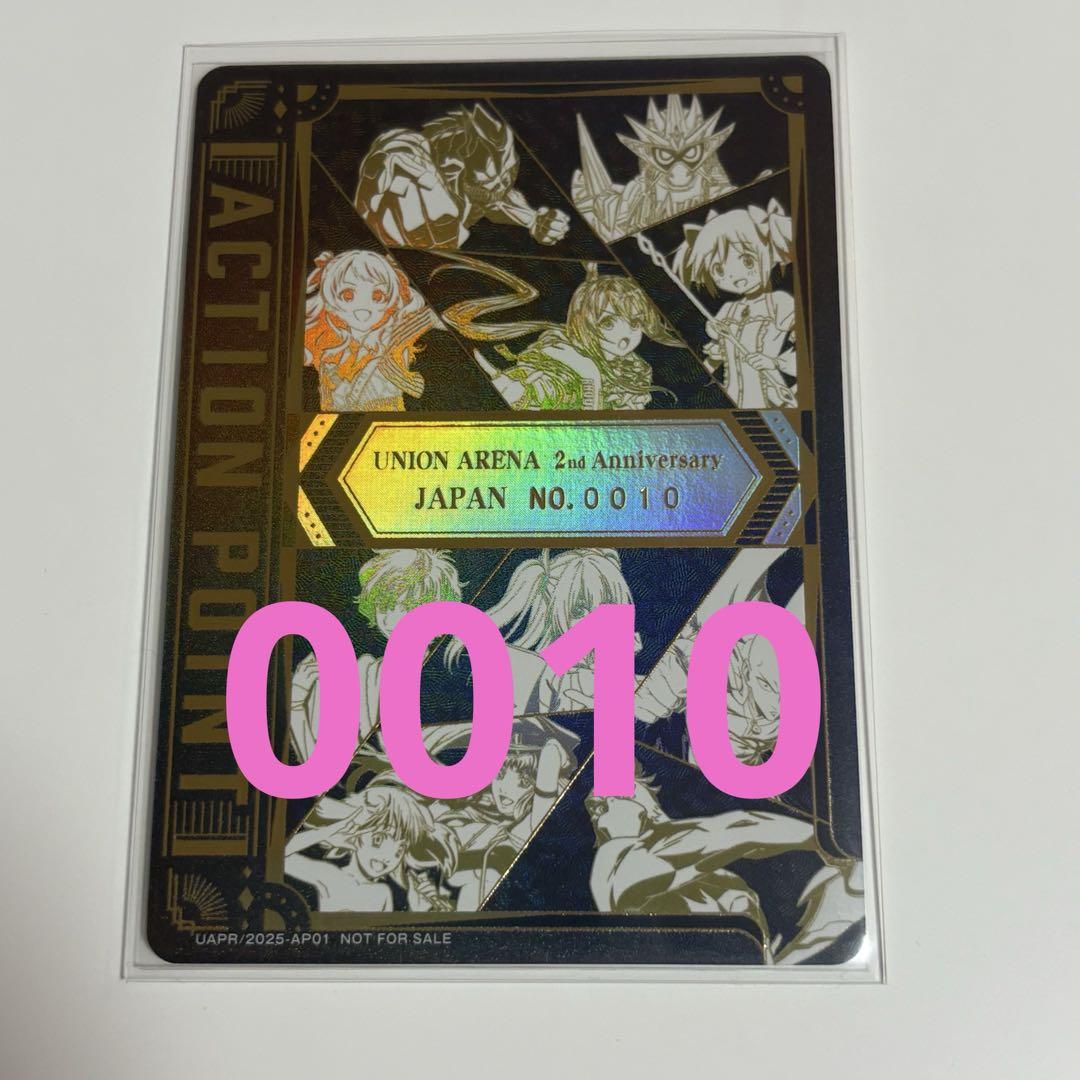 ACTION POINT
UNION ARENA 2nd Anniversary
JAPAN NO.0010
0010
UAPR/2025-AP01 NOT FOR SALE